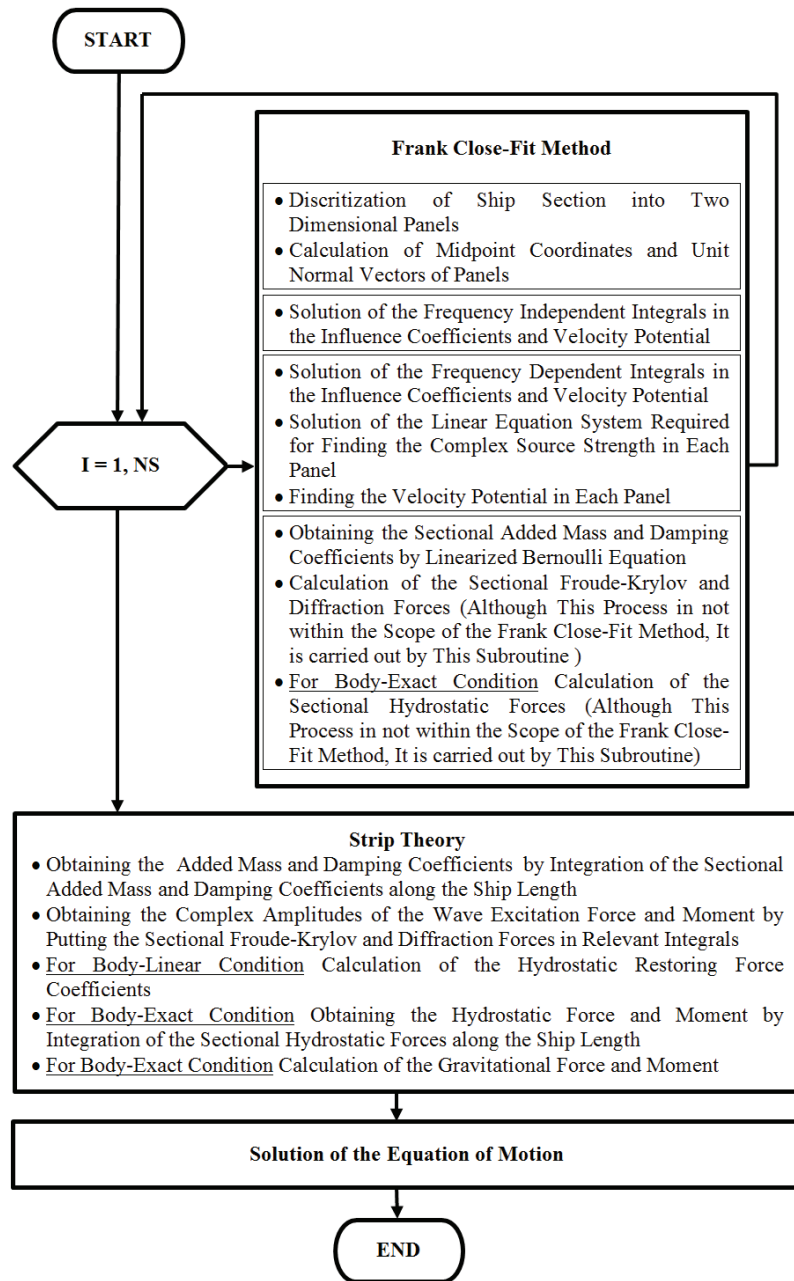 START
Frank Close-Fit Method
• Discritization of Ship Section into Two
Dimensional Panels
• Calculation of Midpoint Coordinates and Unit
Normal Vectors of Panels
• Solution of the Frequency Independent Integrals in
the Influence Coefficients and Velocity Potential
• Solution of the Frequency Dependent Integrals in
the Influence Coefficients and Velocity Potential
• Solution of the Linear Equation System Required
for Finding the Complex Source Strength in Each
Panel
• Finding the Velocity Potential in Each Panel
• Obtaining the Sectional Added Mass and Damping
Coefficients by Linearized Bernoulli Equation
• Calculation of the Sectional Froude-Krylov and
Diffraction Forces (Although This Process in not
within the Scope of the Frank Close-Fit Method, It
is carried out by This Subroutine )
• For Body-Exact Condition Calculation of the
Sectional Hydrostatic Forces (Although This
Process in not within the Scope of the Frank Close-
Fit Method, It is carried out by This Subroutine)
I = 1, NS
Strip Theory
• Obtaining the Added Mass and Damping Coefficients by Integration of the Sectional
Added Mass and Damping Coefficients along the Ship Length
• Obtaining the Complex Amplitudes of the Wave Excitation Force and Moment by
Putting the Sectional Froude-Krylov and Diffraction Forces in Relevant Integrals
• For Body-Linear Condition Calculation of the Hydrostatic Restoring Force
Coefficients
• For Body-Exact Condition Obtaining the Hydrostatic Force and Moment by
Integration of the Sectional Hydrostatic Forces along the Ship Length
• For Body-Exact Condition Calculation of the Gravitational Force and Moment
Solution of the Equation of Motion
END